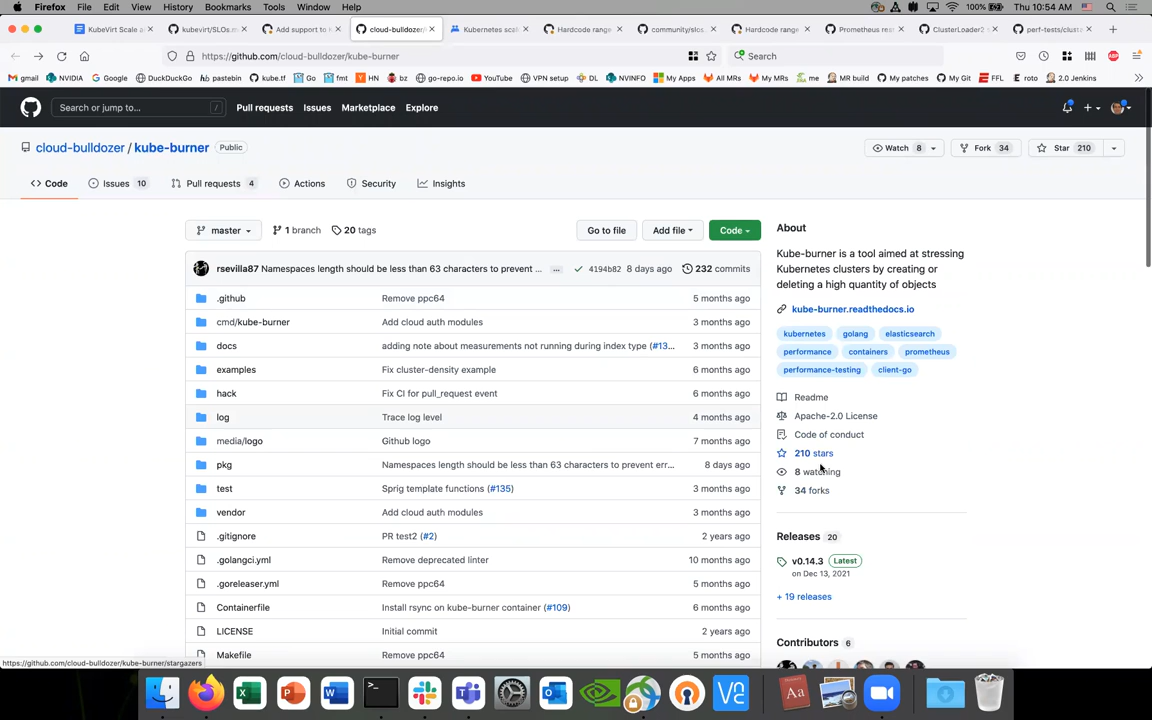 Firefox File Edit View History Bookmarks Tools Window Help 100% Thu 10:54 AM
KubeVirt Scale a kubevirt/SLOs.m Add support to cloud-bulldozer/ Kubernetes scal Hardcode range community/slos. Hardcode range Prometheus rea ClusterLoader2 s perf-tests/cluste
https://github.com/cloud-bulldozer/kube-burner Search
gmail NVIDIA Google DuckDuckGo pastebin kube.tf Go fmt HN bz go-repo.io YouTube VPN setup DL NVINFO My Apps All MRs My MRs me MR build My patches My Git FFL roto 2.0 Jenkins
Search or jump to... / Pull requests Issues Marketplace Explore
cloud-bulldozer / kube-burner Public Watch 8 Fork 34 Star 210
Code Issues 10 Pull requests 4 Actions Security Insights
master 1 branch 20 tags Go to file Add file Code
rsevilla87 Namespaces length should be less than 63 characters to prevent ... ... 4194b82 8 days ago 232 commits
.github Remove ppc64 5 months ago
cmd/kube-burner Add cloud auth modules 3 months ago
docs adding note about measurements not running during index type (#13... 3 months ago
examples Fix cluster-density example 6 months ago
hack Fix CI for pull_request event 6 months ago
log Trace log level 4 months ago
media/logo Github logo 7 months ago
pkg Namespaces length should be less than 63 characters to prevent err... 8 days ago
test Sprig template functions (#135) 3 months ago
vendor Add cloud auth modules 3 months ago
.gitignore PR test2 (#2) 2 years ago
.golangci.yml Remove deprecated linter 10 months ago
.goreleaser.yml Remove ppc64 5 months ago
Containerfile Install rsync on kube-burner container (#109) 6 months ago
LICENSE Initial commit 2 years ago
Makefile Remove ppc64 5 months ago
About
Kube-burner is a tool aimed at stressing
Kubernetes clusters by creating or
deleting a high quantity of objects
kube-burner.readthedocs.io
kubernetes golang elasticsearch
performance containers prometheus
performance-testing client-go
Readme
Apache-2.0 License
Code of conduct
210 stars
8 watching
34 forks
Releases 20
v0.14.3 Latest
on Dec 13, 2021
+ 19 releases
Contributors 6
https://github.com/cloud-bulldozer/kube-burner/stargazers